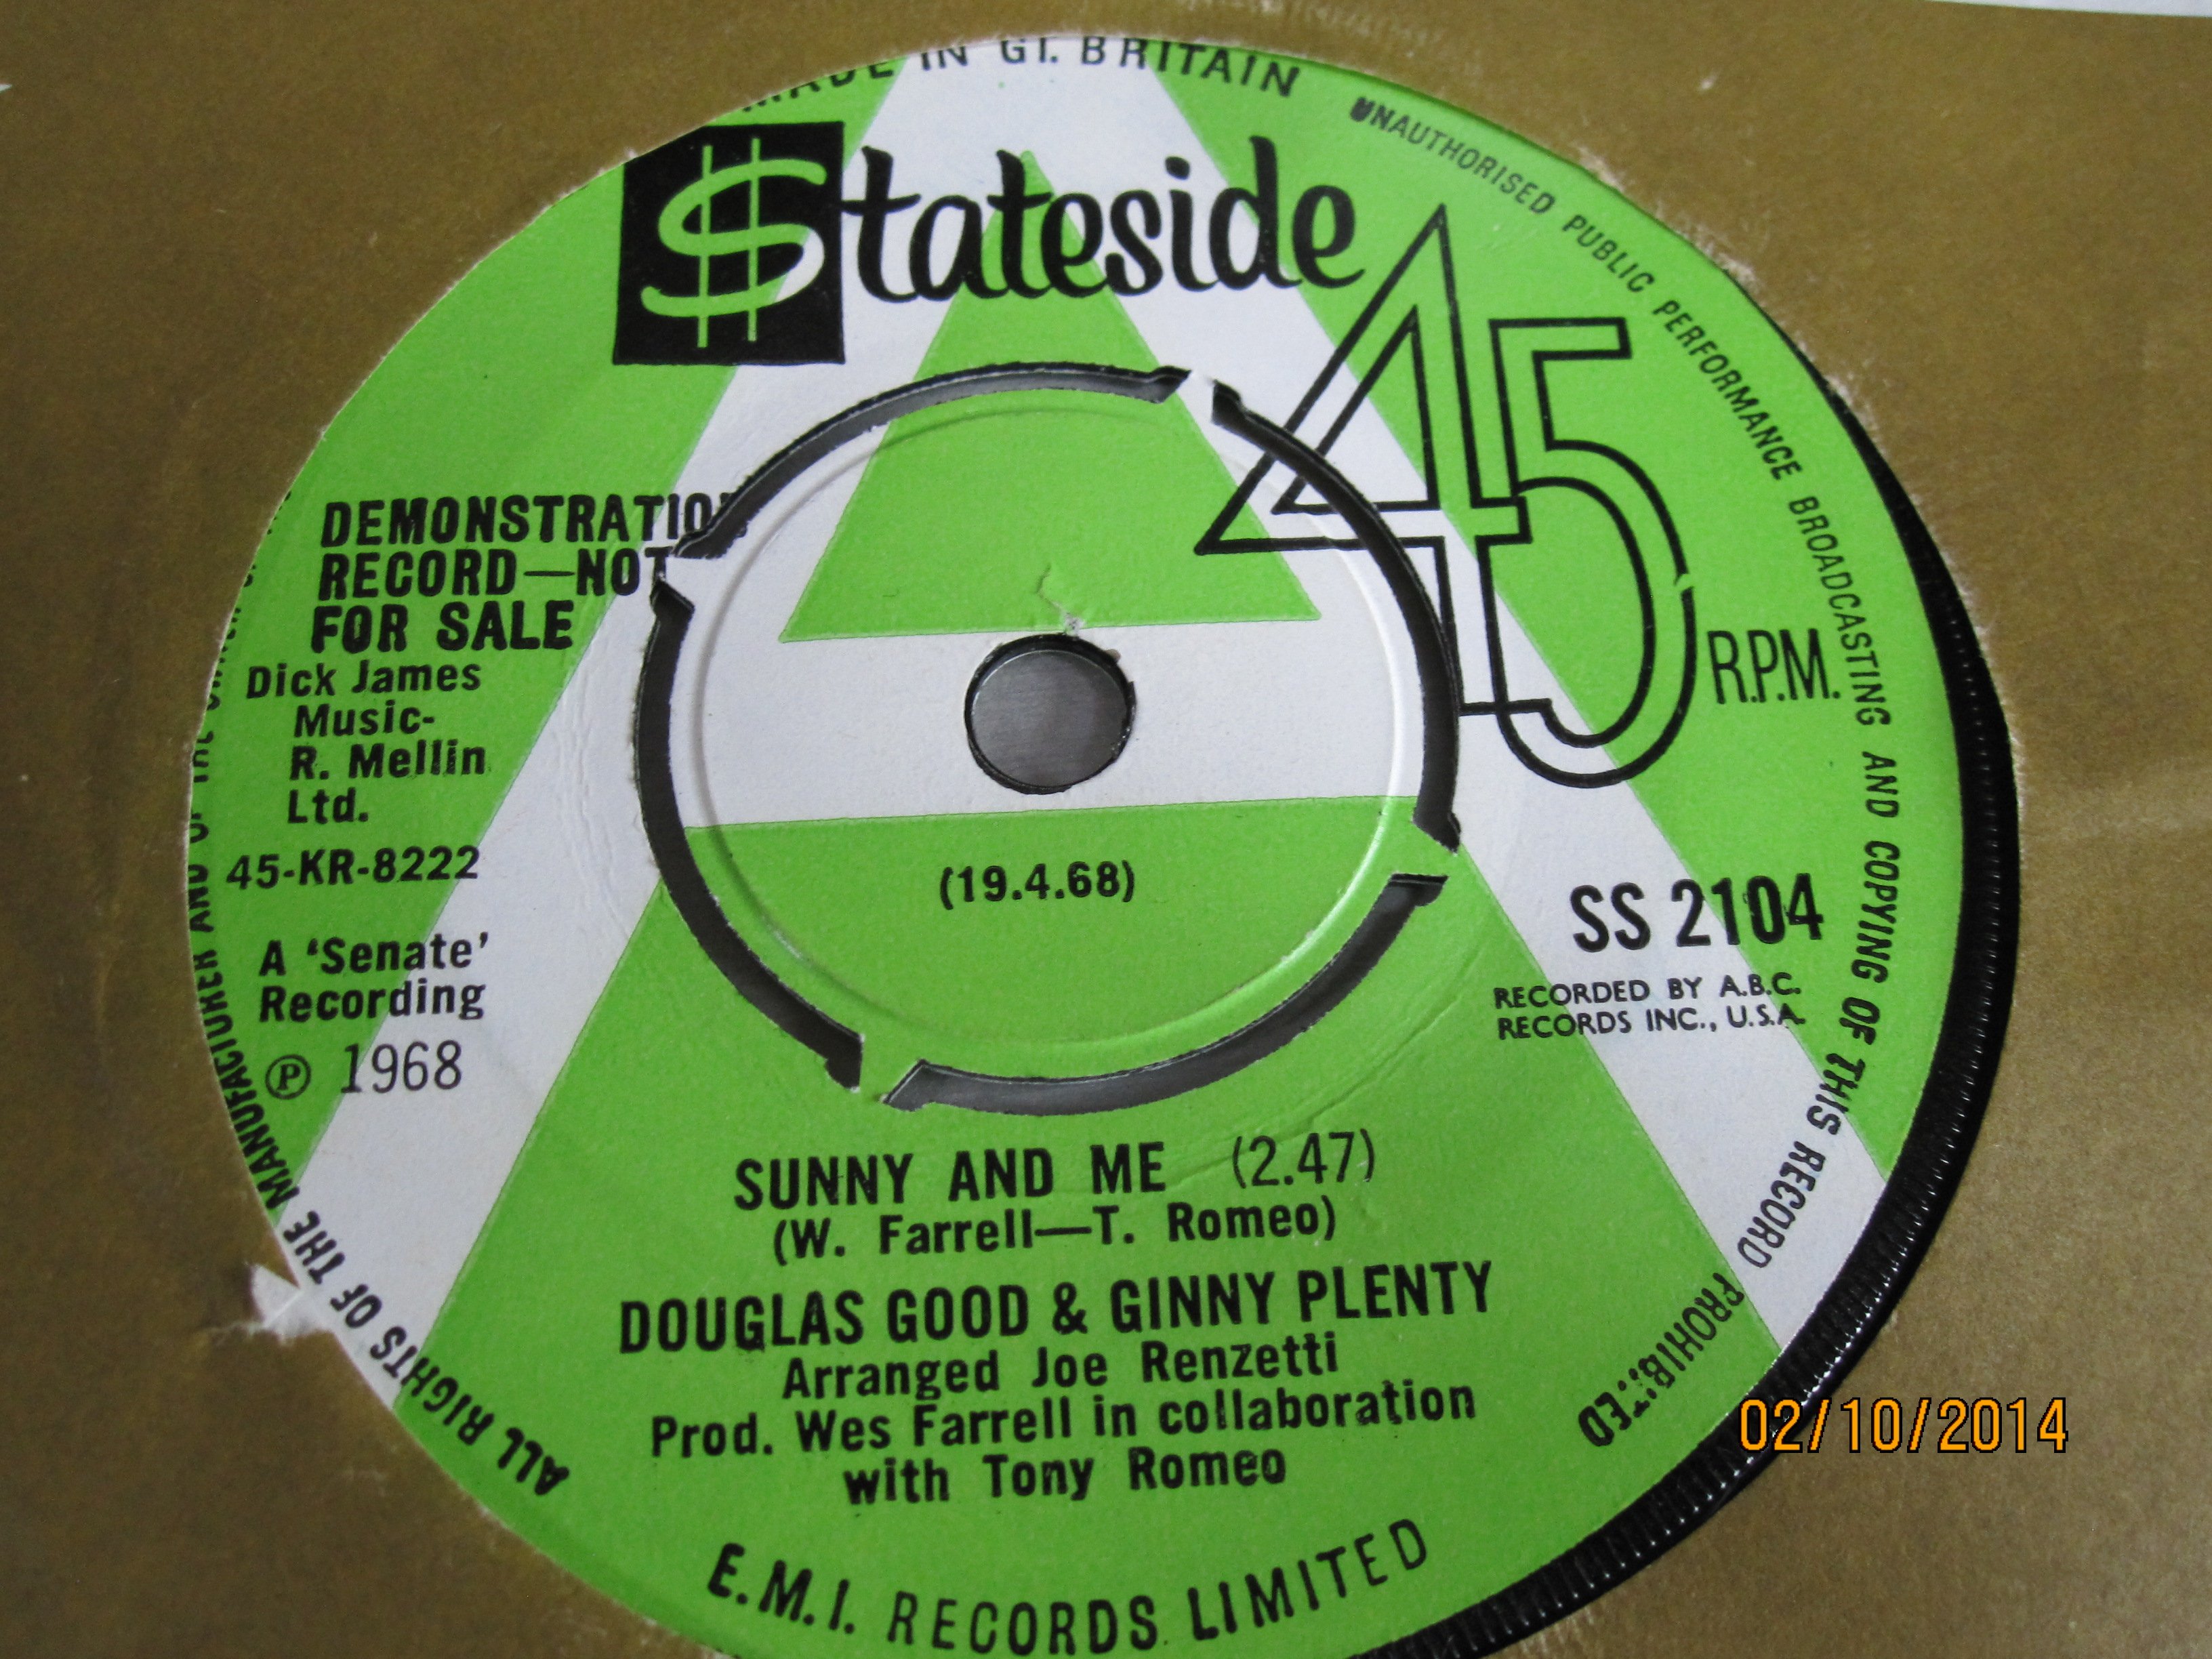 MADE IN GT. BRITAIN
UNAUTHORISED PUBLIC PERFORMANCE BROADCASTING AND COPYING OF THIS RECORD PROHIBITED
$tateside
45
R.P.M.
DEMONSTRATION
RECORD—NOT
FOR SALE
Dick James
Music-
R. Mellin
Ltd.
45-KR-8222
A ‘Senate’
Recording
℗ 1968
(19.4.68)
SS 2104
RECORDED BY A.B.C.
RECORDS INC., U.S.A.
SUNNY AND ME (2.47)
(W. Farrell—T. Romeo)
DOUGLAS GOOD & GINNY PLENTY
Arranged Joe Renzetti
Prod. Wes Farrell in collaboration
with Tony Romeo
E.M.I. RECORDS LIMITED
ALL RIGHTS OF THE MANUFACTURER AND OF THE
02/10/2014